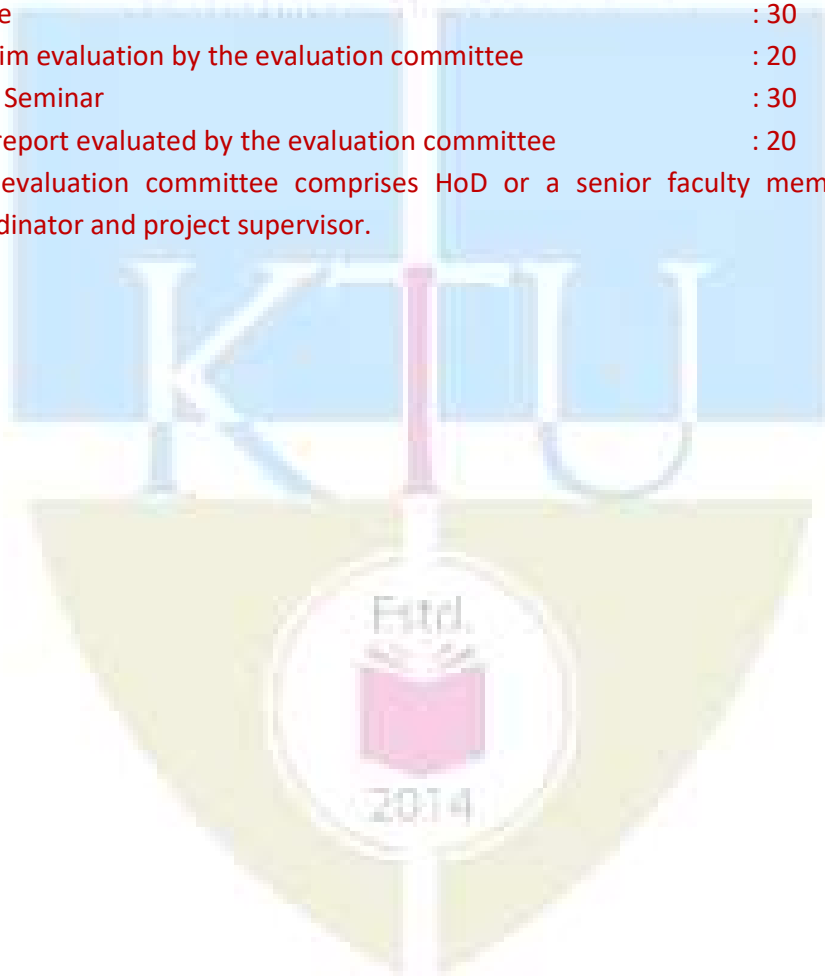 e : 30
im evaluation by the evaluation committee : 20
Seminar : 30
report evaluated by the evaluation committee : 20
evaluation committee comprises HoD or a senior faculty mem
dinator and project supervisor.
KTU
Estd.
2014